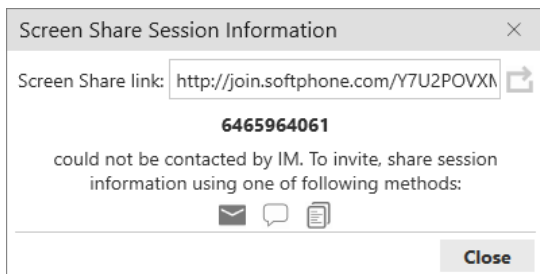 Screen Share Session Information
Screen Share link: http://join.softphone.com/Y7U2POVXM
6465964061
could not be contacted by IM. To invite, share session
information using one of following methods:
Close